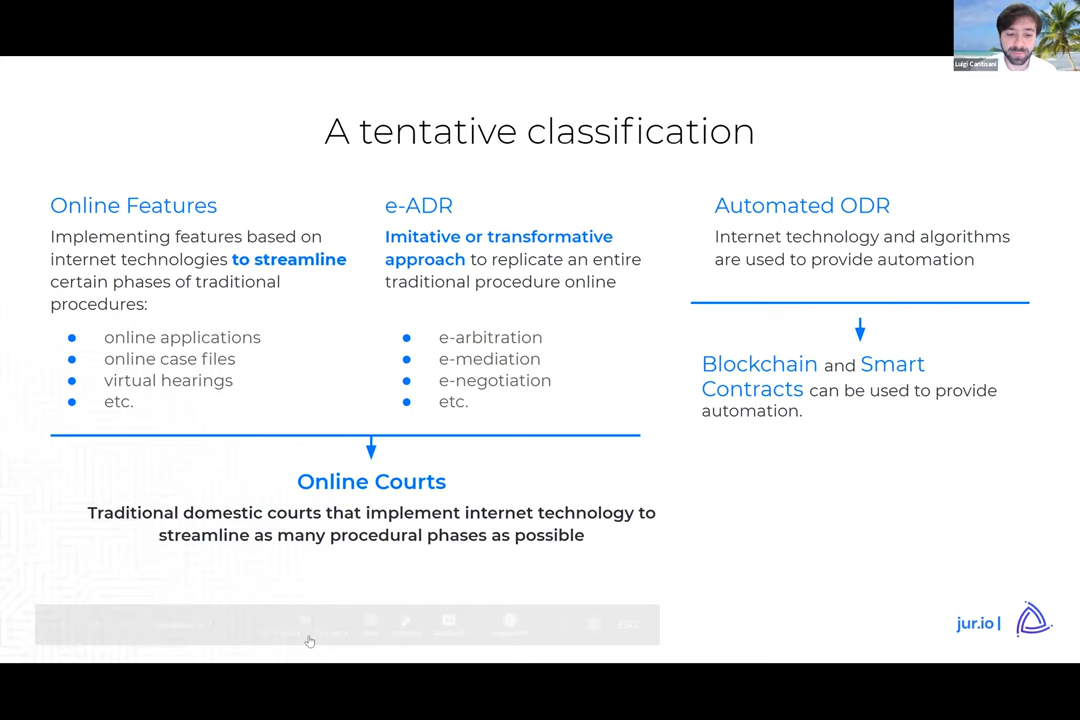 Luigi Cantisani
A tentative classification
Online Features
Implementing features based on
internet technologies to streamline
certain phases of traditional
procedures:
online applications
online case files
virtual hearings
etc.
e-ADR
Imitative or transformative
approach to replicate an entire
traditional procedure online
e-arbitration
e-mediation
e-negotiation
etc.
Automated ODR
Internet technology and algorithms
are used to provide automation
Blockchain and Smart
Contracts can be used to provide
automation.
Online Courts
Traditional domestic courts that implement internet technology to
streamline as many procedural phases as possible
jur.io |